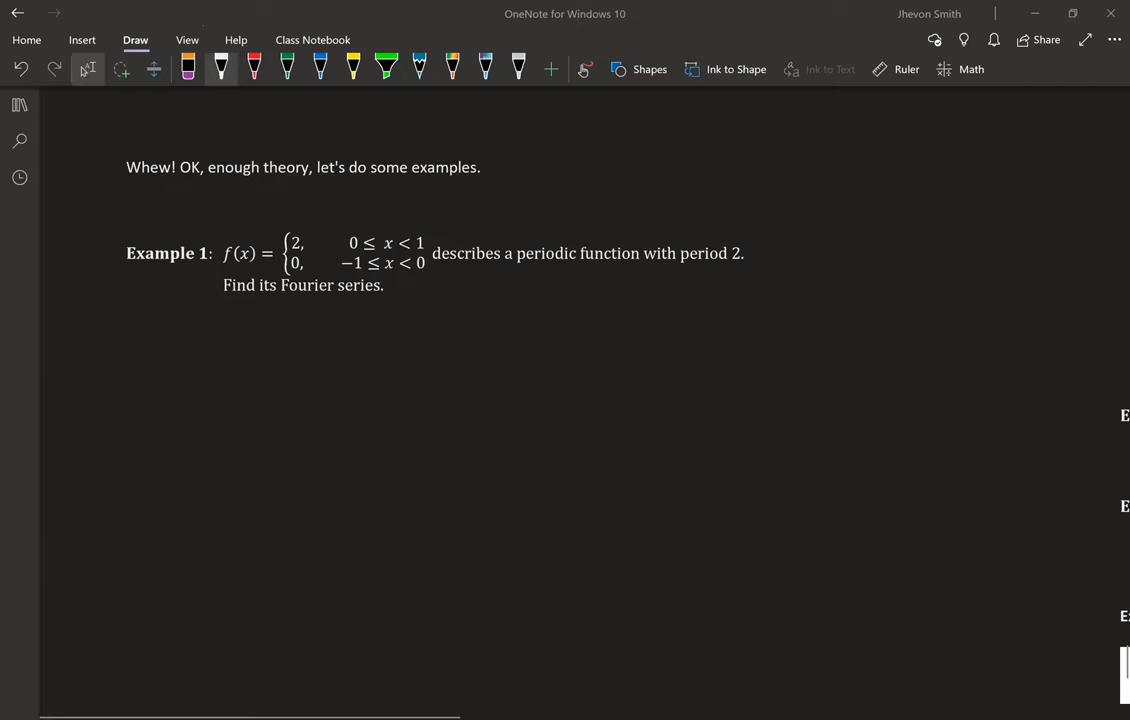 OneNote for Windows 10
Jhevon Smith
Home Insert Draw View Help Class Notebook
Share
Shapes Ink to Shape Ink to Text Ruler Math
Whew! OK, enough theory, let's do some examples.
Example 1: f(x) = { 2, 0 ≤ x < 1
0, −1 ≤ x < 0 describes a periodic function with period 2.
Find its Fourier series.
E
E